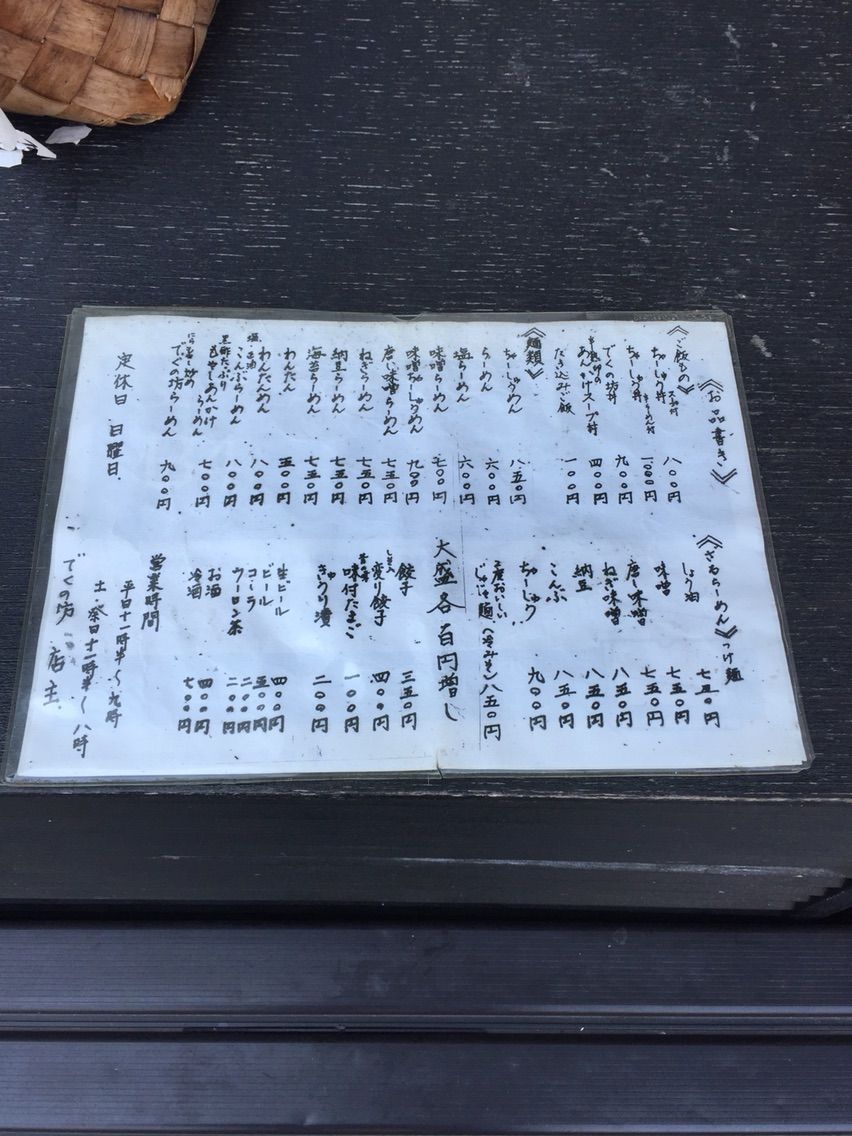 《お品書き》
《ご飯もの》
ちゃーしゅう丼 八〇〇円
ちゃーしゅう丼 一〇〇〇円
でくの坊丼 九〇〇円
あんかけスープ丼 四〇〇円
たき込みご飯 一〇〇円
《麺類》
ちゃーしゅうめん 八五〇円
らーめん 六〇〇円
塩らーめん 六〇〇円
味噌らーめん 七〇〇円
味噌ちゃーしゅうめん 九〇〇円
唐し味噌らーめん 七五〇円
ねぎらーめん 七五〇円
納豆らーめん 七五〇円
海苔らーめん 七五〇円
わんたん 五〇〇円
わんためん 八〇〇円
こんぶらーめん 八〇〇円
もやしあんかけらーめん 七〇〇円
でくの坊らーめん 九〇〇円
定休日 日曜日
《ざるらーめん》つけ麺 七五〇円
しょう油 七五〇円
味噌 七五〇円
唐し味噌 八五〇円
ねぎ味噌 八五〇円
納豆 八五〇円
こんぶ
ちゃーしゅう 九〇〇円
八五〇円
大盛各百円増し
餃子 三五〇円
変り餃子 四〇〇円
味付たまご 一〇〇円
きゅうり漬 二〇〇円
生ビール 四〇〇円
ビール 五〇〇円
コーラ 二〇〇円
ウーロン茶 二〇〇円
お酒 四〇〇円
冷酒 七〇〇円
営業時間
平日十一時半〜九時
土・祭日十一時半〜八時
でくの坊 店主